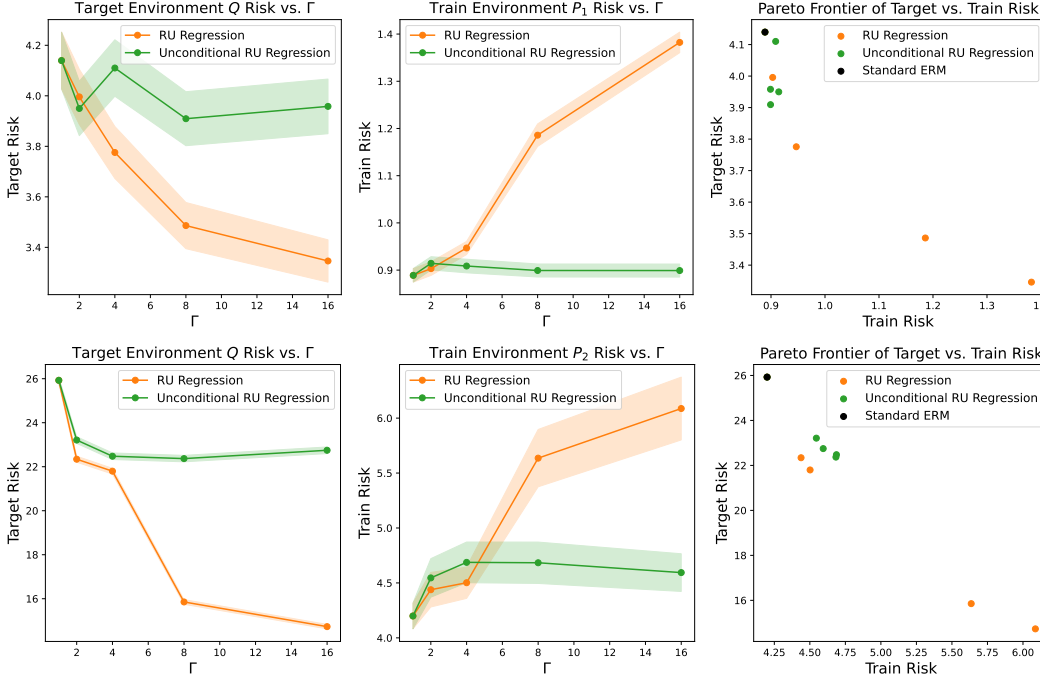 Target Environment Q Risk vs. Γ
Target Risk
4.2
4.0
3.8
3.6
3.4
2 4 6 8 10 12 14 16
Γ
RU Regression
Unconditional RU Regression
Train Environment P₁ Risk vs. Γ
Train Risk
1.4
1.3
1.2
1.1
1.0
0.9
2 4 6 8 10 12 14 16
Γ
RU Regression
Unconditional RU Regression
Pareto Frontier of Target vs. Train Risk
Target Risk
4.1
4.0
3.9
3.8
3.7
3.6
3.5
3.4
0.9 1.0 1.1 1.2 1.3
Train Risk
RU Regression
Unconditional RU Regression
Standard ERM
Target Environment Q Risk vs. Γ
Target Risk
26
24
22
20
18
16
2 4 6 8 10 12 14 16
Γ
RU Regression
Unconditional RU Regression
Train Environment P₂ Risk vs. Γ
Train Risk
6.0
5.5
5.0
4.5
4.0
2 4 6 8 10 12 14 16
Γ
RU Regression
Unconditional RU Regression
Pareto Frontier of Target vs. Train Risk
Target Risk
26
24
22
20
18
16
4.25 4.50 4.75 5.00 5.25 5.50 5.75 6.00
Train Risk
RU Regression
Unconditional RU Regression
Standard ERM